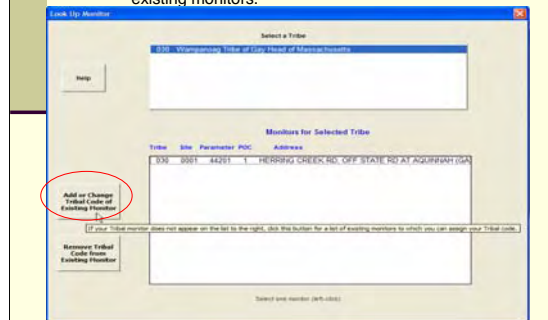 existing monitors.
Look Up Monitor
Select a Tribe
030 Wampanoag Tribe of Gay Head of Massachusetts
Help
Monitors for Selected Tribe
Tribe Site Parameter POC Address
030 0001 44201 1 HERRING CREEK RD, OFF STATE RD AT AQUINNAH (GA
Add or Change
Tribal Code of
Existing Monitor
If your Tribal monitor does not appear on the list to the right, click this button for a list of existing monitors to which you can assign your Tribal code.
Remove Tribal
Code from
Existing Monitor
Select one monitor (left-click)